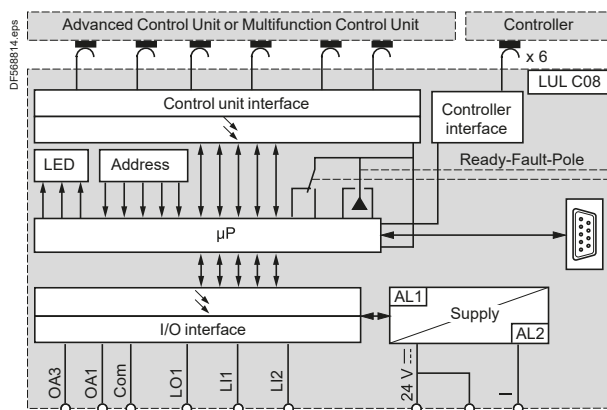 DF568814.eps
Advanced Control Unit or Multifunction Control Unit
Controller
x 6
LUL C08
Control unit interface
Controller
interface
LED
Address
Ready-Fault-Pole
µP
I/O interface
AL1
Supply
AL2
OA3
OA1
Com
LO1
LI1
LI2
24 V
I